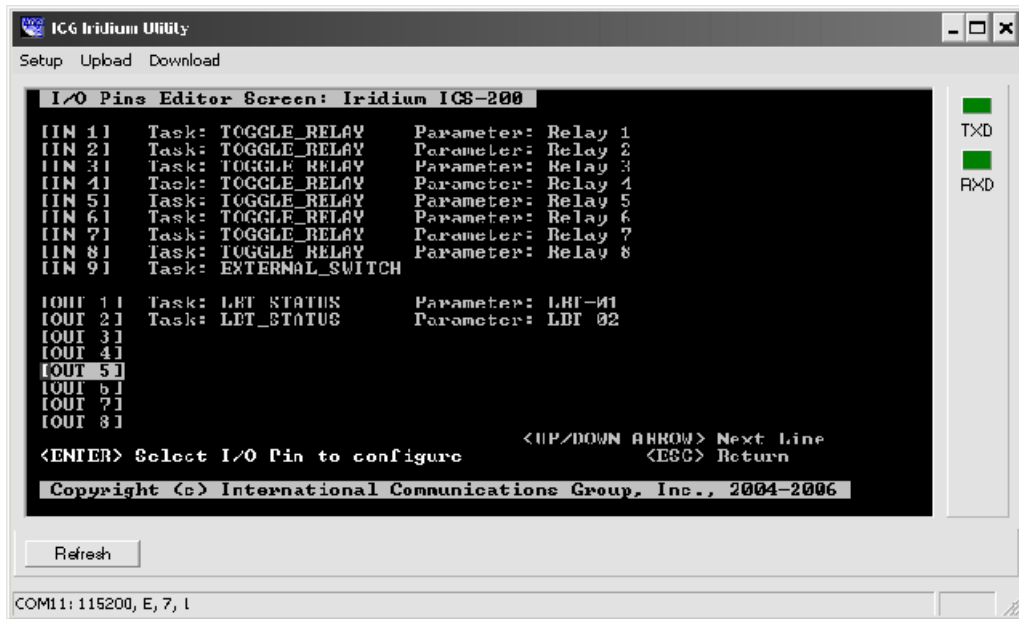 ICG Iridium Utility
Setup Upload Download
I/O Pins Editor Screen: Iridium ICS-200
[IN 1] Task: TOGGLE_RELAY Parameter: Relay 1
[IN 2] Task: TOGGLE_RELAY Parameter: Relay 2
[IN 3] Task: TOGGLE_RELAY Parameter: Relay 3
[IN 4] Task: TOGGLE_RELAY Parameter: Relay 4
[IN 5] Task: TOGGLE_RELAY Parameter: Relay 5
[IN 6] Task: TOGGLE_RELAY Parameter: Relay 6
[IN 7] Task: TOGGLE_RELAY Parameter: Relay 7
[IN 8] Task: TOGGLE_RELAY Parameter: Relay 8
[IN 9] Task: EXTERNAL_SWITCH
[OUT 1] Task: LBT_STATUS Parameter: LBT-01
[OUT 2] Task: LBT_STATUS Parameter: LBT-02
[OUT 3]
[OUT 4]
[OUT 5]
[OUT 6]
[OUT 7]
[OUT 8]
<UP/DOWN ARROW> Next Line
<ENTER> Select I/O Pin to configure <ESC> Return
Copyright (c) International Communications Group, Inc., 2004-2006
TXD
RXD
Refresh
COM11: 115200, E, 7, 1